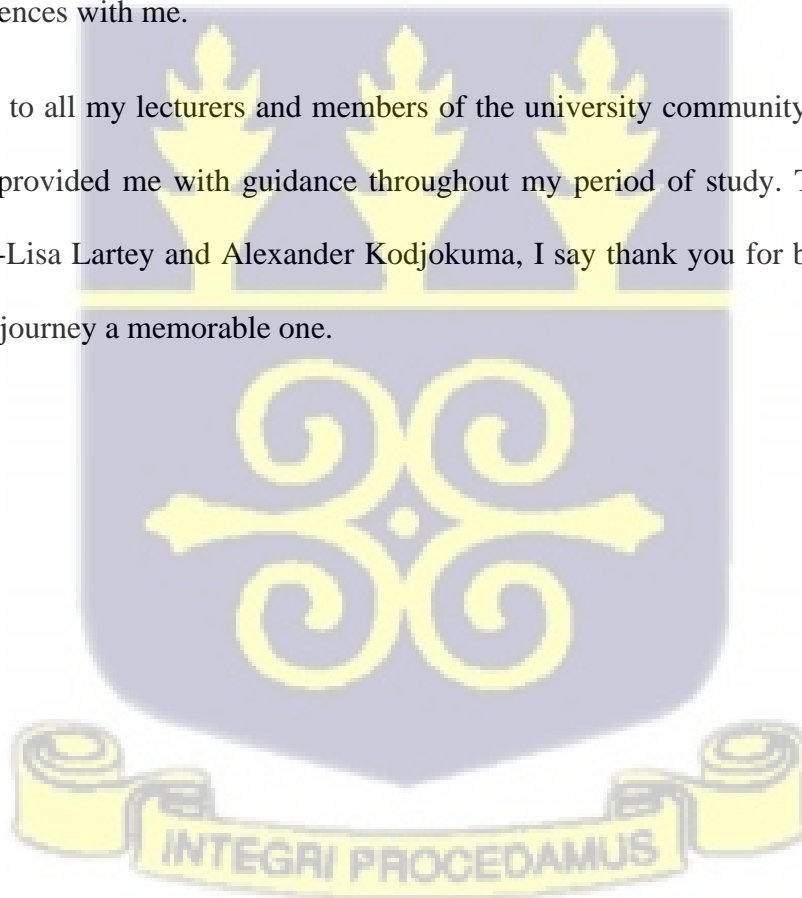 ences with me.
to all my lecturers and members of the university community
provided me with guidance throughout my period of study. T
-Lisa Lartey and Alexander Kodjokuma, I say thank you for b
journey a memorable one.
INTEGRI PROCEDAMUS